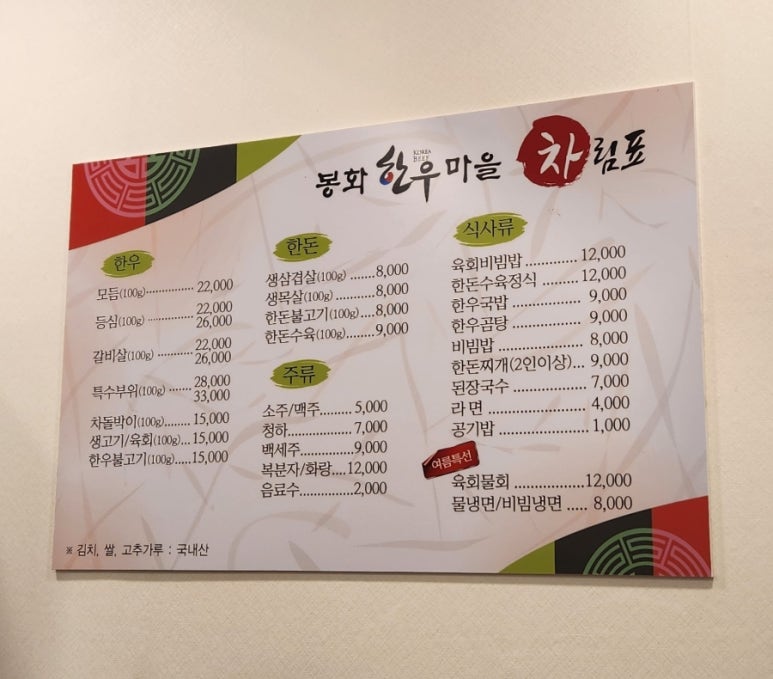 KOREA
BEEF
봉화 한우마을 차림표
한우
모듬(100g)............... 22,000
등심(100g) .............. 22,000
26,000
갈비살(100g) ........... 22,000
26,000
특수부위(100g) ....... 28,000
33,000
차돌박이(100g)........ 15,000
생고기/육회(100g)... 15,000
한우불고기(100g).....15,000
한돈
생삼겹살(100g) .......8,000
생목살(100g) .......... 8,000
한돈불고기(100g)....8,000
한돈수육(100g).......9,000
주류
소주/맥주......... 5,000
청하.................7,000
백세주..............9,000
복분자/화랑....12,000
음료수..............2,000
식사류
육회비빔밥 ............. 12,000
한돈수육정식 .......... 12,000
한우국밥 ................. 9,000
한우곰탕 ................. 9,000
비빔밥 .................... 8,000
한돈찌개(2인이상)... 9,000
된장국수 ................. 7,000
라 면 ...................... 4,000
공기밥 .................... 1,000
여름특선
육회물회 ....................12,000
물냉면/비빔냉면 ..... 8,000
※ 김치, 쌀, 고추가루 : 국내산